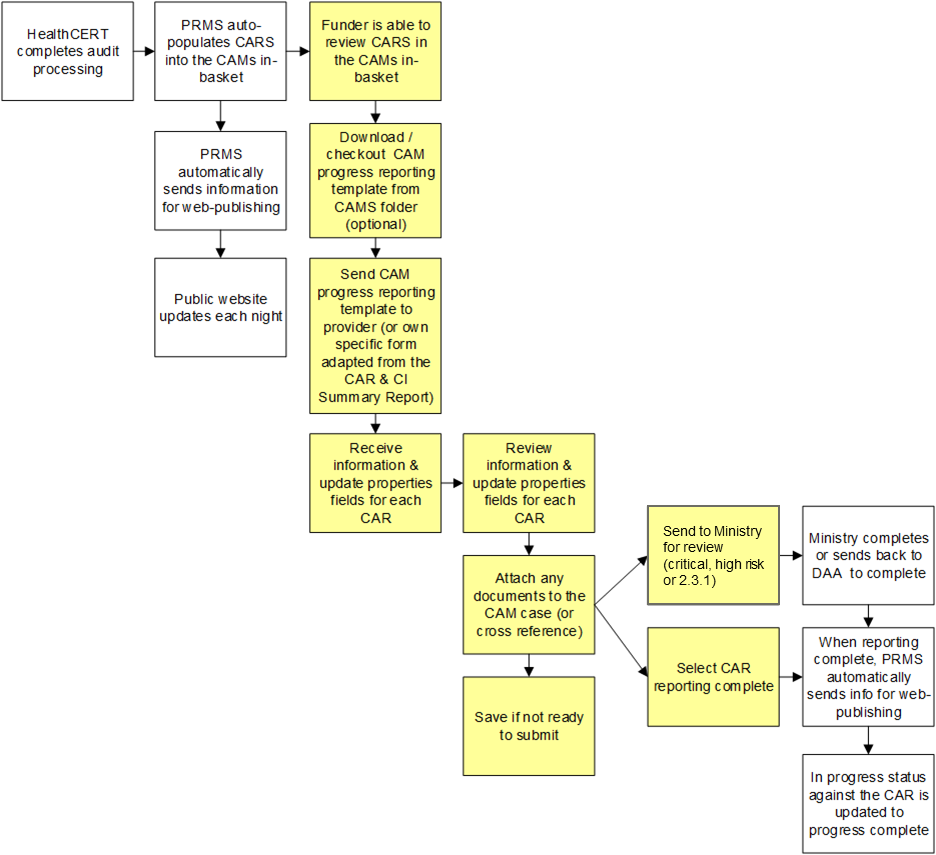 HealthCERT
completes audit
processing
PRMS auto-
populates CARS
into the CAMs in-
basket
Funder is able to
review CARS in
the CAMs in-
basket
PRMS
automatically
sends information
for web-publishing
Download /
checkout CAM
progress reporting
template from
CAMS folder
(optional)
Public website
updates each night
Send CAM
progress reporting
template to
provider (or own
specific form
adapted from the
CAR & CI
Summary Report)
Receive
information &
update properties
fields for each
CAR
Review
information &
update properties
fields for each
CAR
Attach any
documents to the
CAM case (or
cross reference)
Save if not ready
to submit
Send to Ministry
for review
(critical, high risk
or 2.3.1)
Ministry completes
or sends back to
DAA to complete
Select CAR
reporting complete
When reporting
complete, PRMS
automatically
sends info for web-
publishing
In progress status
against the CAR is
updated to
progress complete